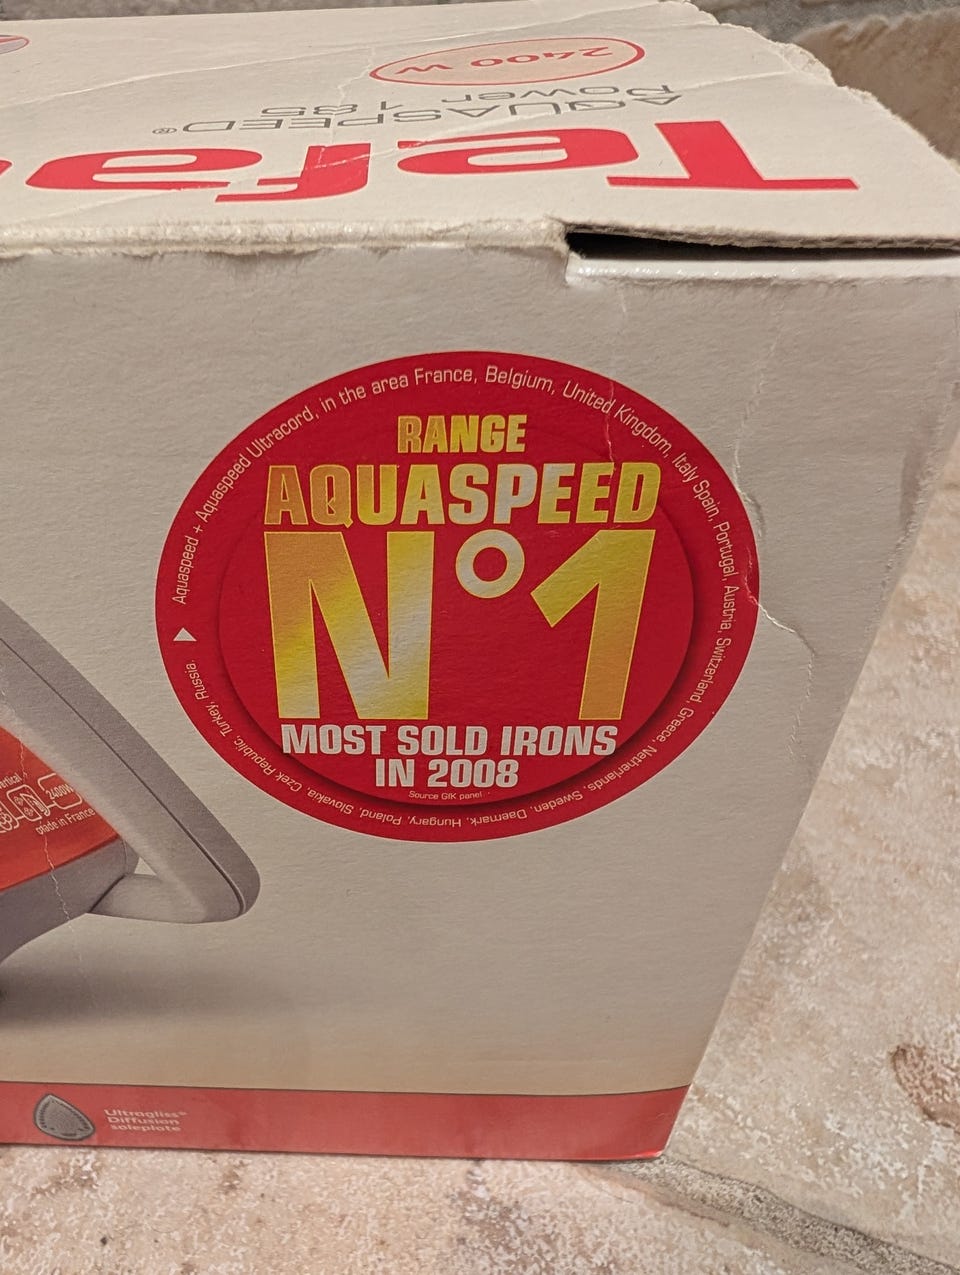 2400 W
AQUASPEED®
Power 185
Tefa
Aquaspeed + Aquaspeed Ultracord, in the area France, Belgium, United Kingdom, Italy Spain, Portugal, Austria, Switzerland, Greece, Netherlands, Sweden, Daemark, Hungary, Poland, Slovakia, Czek Republic, Turkey, Russia.
RANGE
AQUASPEED
N°1
MOST SOLD IRONS
IN 2008
Source GfK panel
2400W
Made in France
Ultragliss®
Diffusion
soleplate